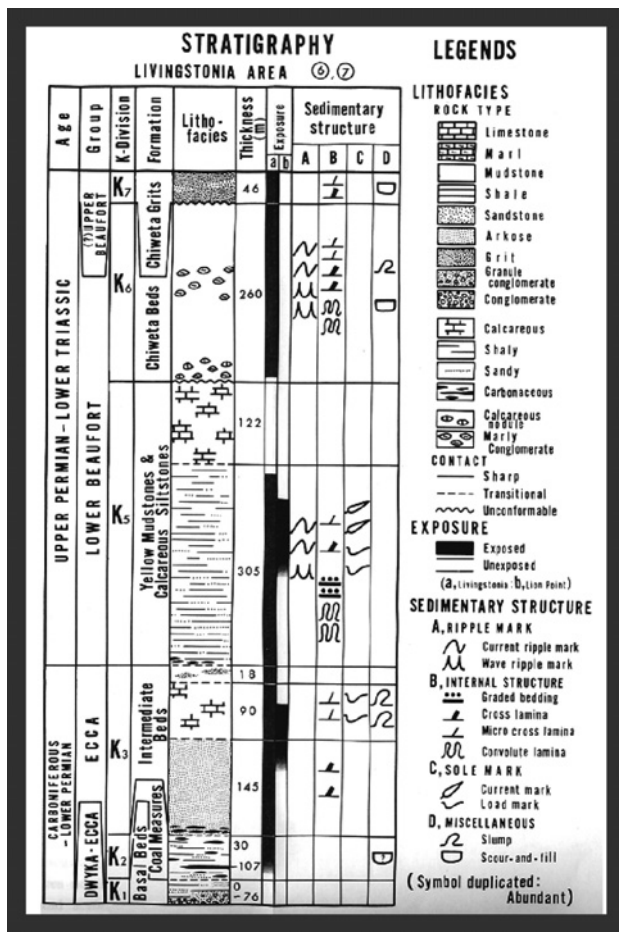 STRATIGRAPHY
LIVINGSTONIA AREA ⑥,⑦
Age
Group
K-Division
Formation
Litho-
facies
Thickness
(m)
Exposure
a b
Sedimentary
structure
A B C D
UPPER PERMIAN-LOWER TRIASSIC
CARBONIFEROUS
-LOWER PERMIAN
(?)UPPER
BEAUFORT
LOWER BEAUFORT
ECCA
DWYKA-ECCA
K7
K6
K5
K3
K2
K1
Chiweta Grits
Chiweta Beds
Yellow Mudstones &
Calcareous Siltstones
Intermediate
Beds
Coal Measures
Basal Beds
46
260
122
305
18
90
145
30
-107
0
-76
?
LEGENDS
LITHOFACIES
ROCK TYPE
Limestone
Marl
Mudstone
Shale
Sandstone
Arkose
Grit
Granule
conglomerate
Conglomerate
Calcareous
Shaly
Sandy
Carbonaceous
Calcareous
nodule
Marly
Conglomerate
CONTACT
Sharp
Transitional
Unconformable
EXPOSURE
Exposed
Unexposed
(a, Livingstonia: b, Lion Point)
SEDIMENTARY STRUCTURE
A, RIPPLE MARK
Current ripple mark
Wave ripple mark
B, INTERNAL STRUCTURE
Graded bedding
Cross lamina
Micro cross lamina
Convolute lamina
C, SOLE MARK
Current mark
Load mark
D, MISCELLANEOUS
Slump
Scour-and-fill
(Symbol duplicated:
Abundant)